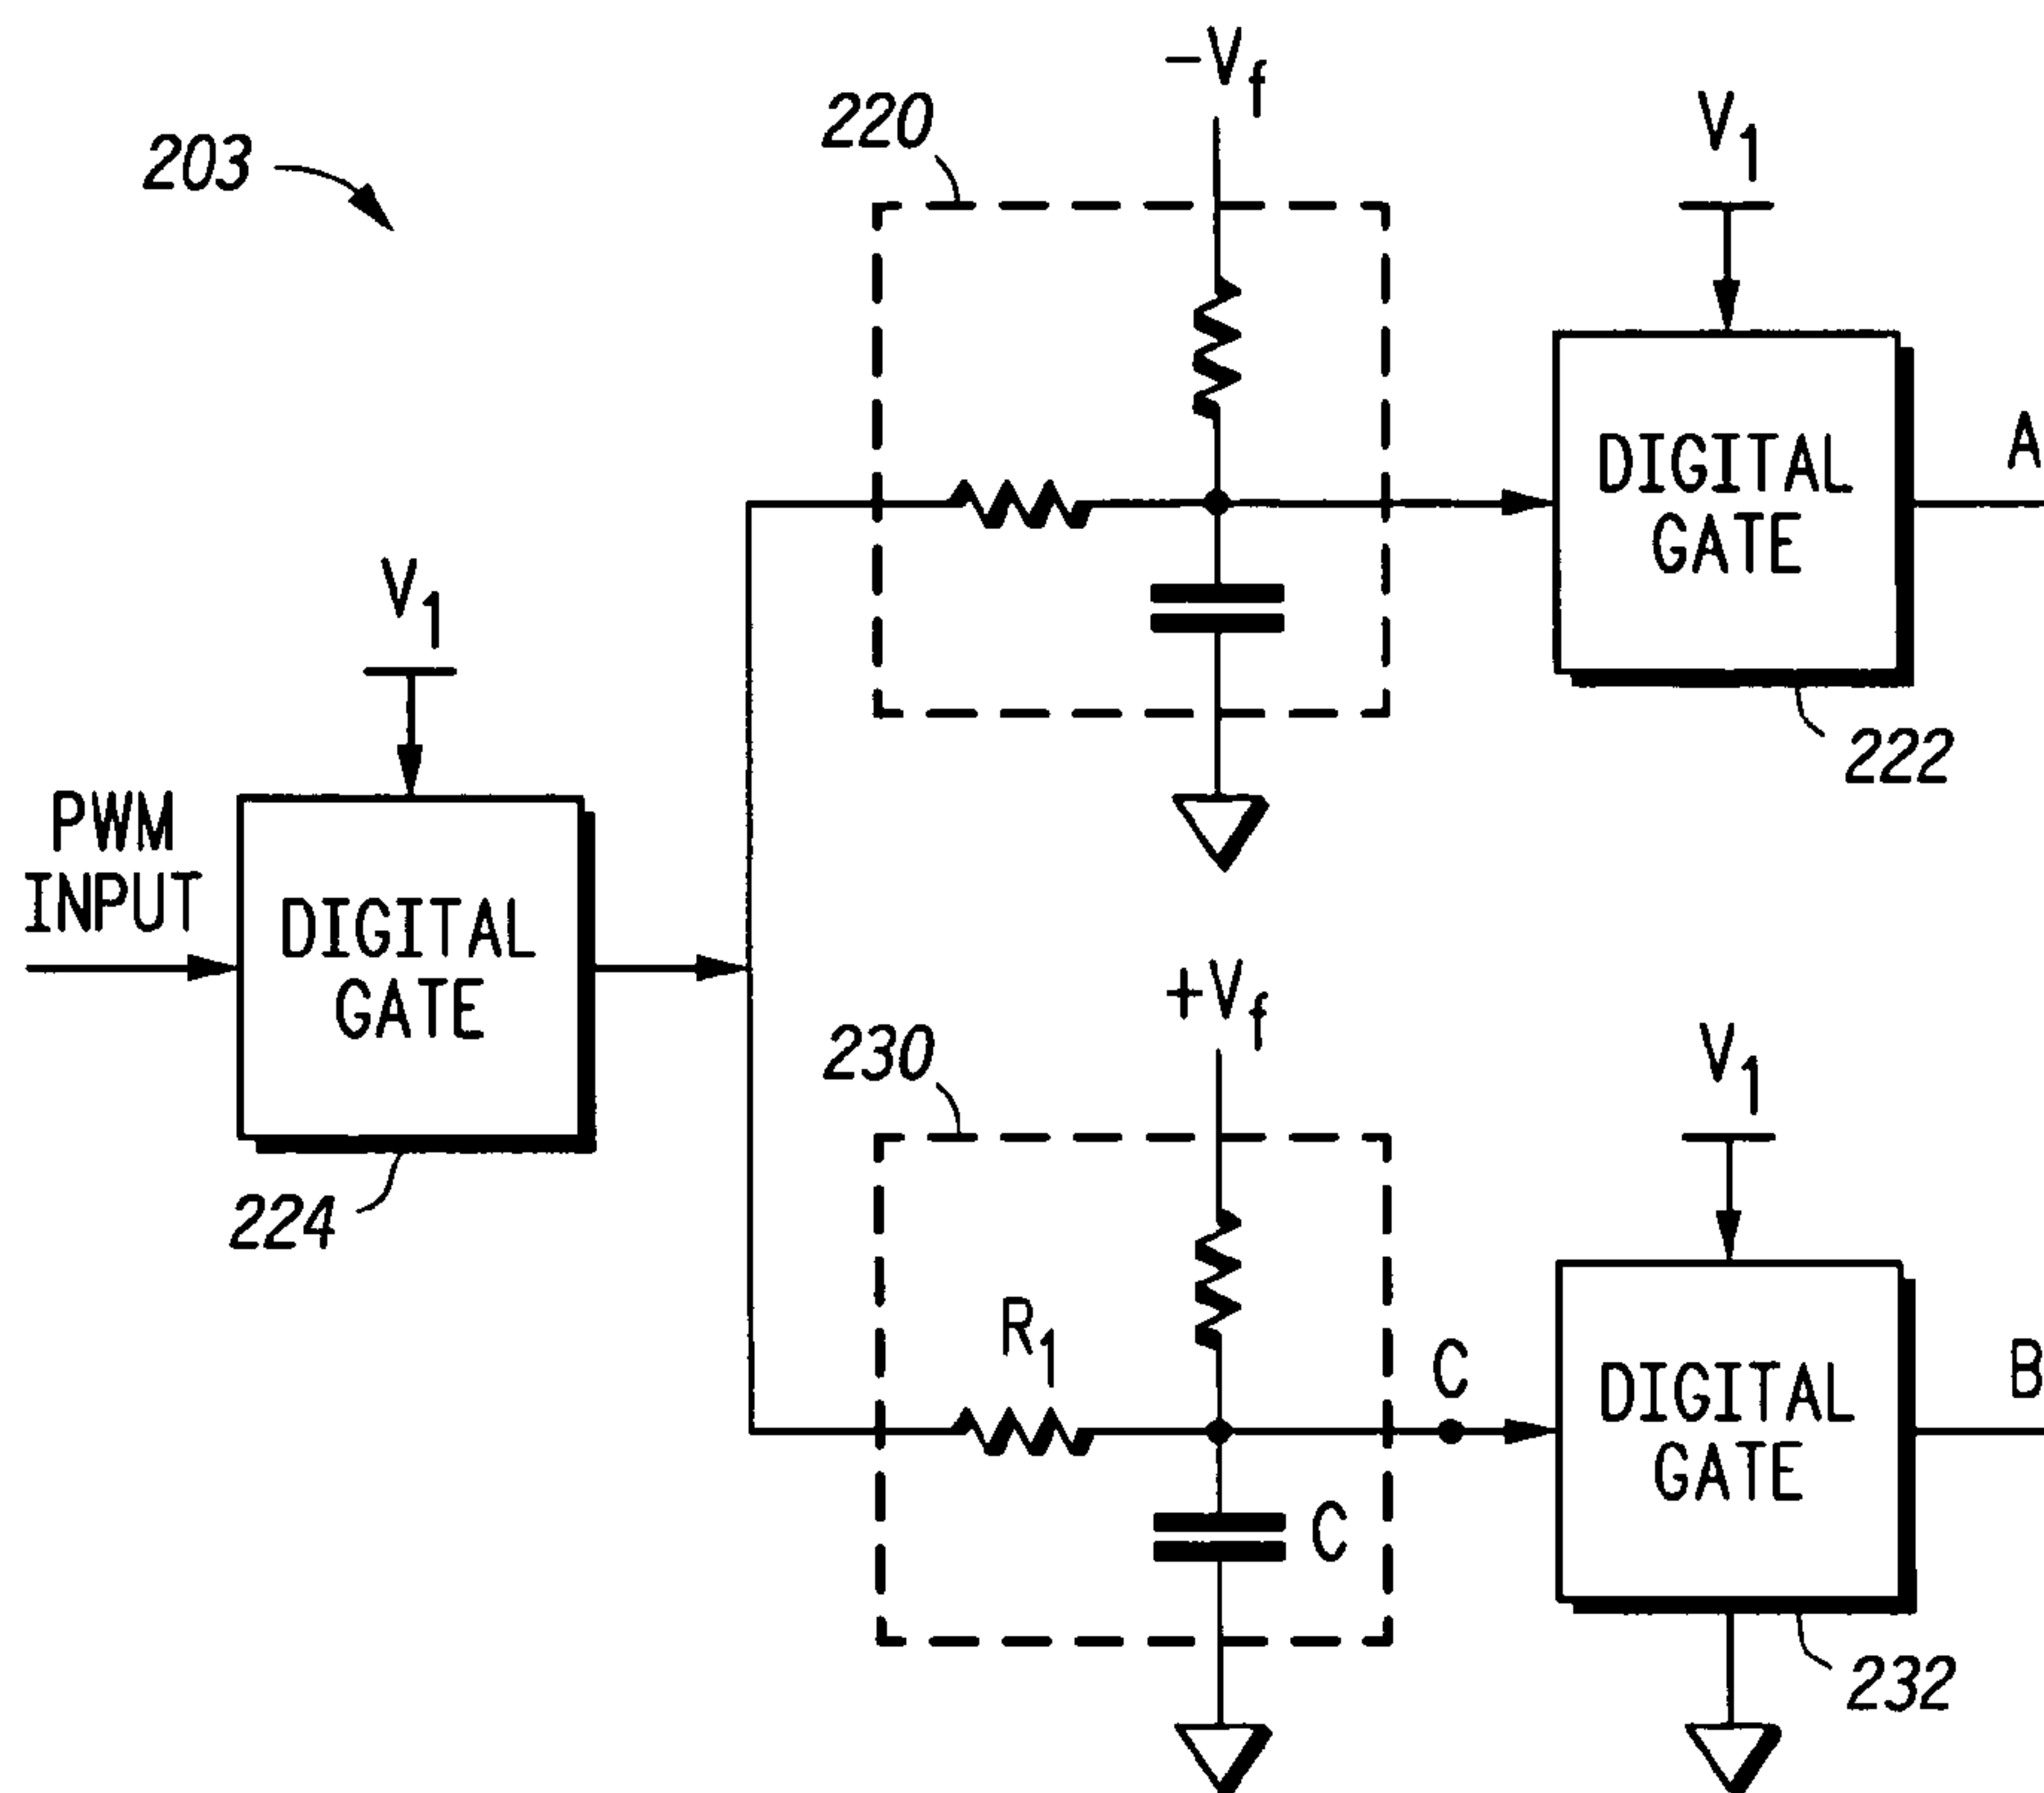 -Vf
220
V1
203
A
DIGITAL
GATE
V1
222
PWM
INPUT
DIGITAL
GATE
+Vf
230
V1
224
R1
C
DIGITAL
GATE
B
C
232